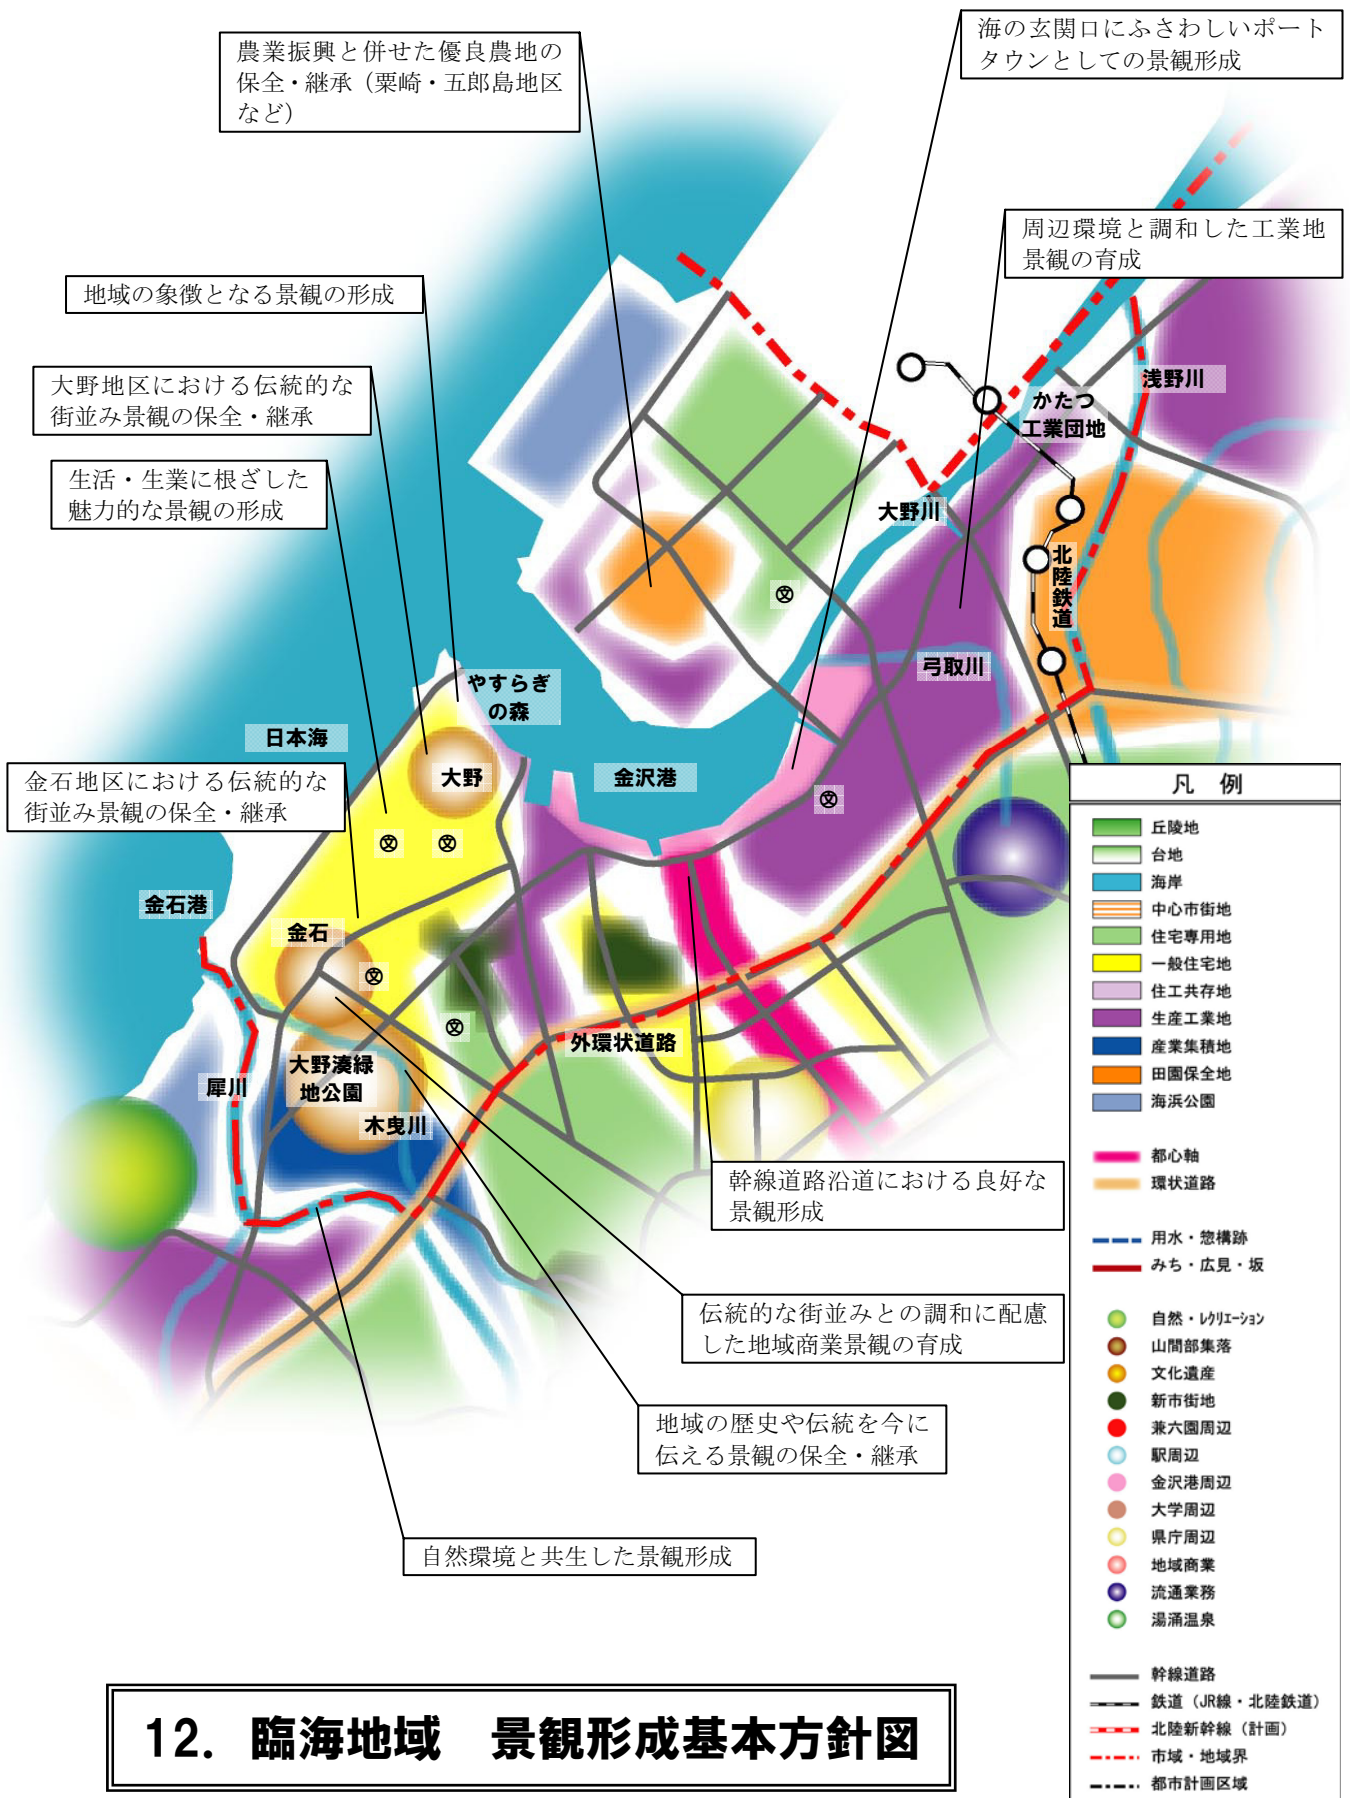 農業振興と併せた優良農地の
保全・継承（粟崎・五郎島地区
など）
海の玄関口にふさわしいポート
タウンとしての景観形成
周辺環境と調和した工業地
景観の育成
地域の象徴となる景観の形成
大野地区における伝統的な
街並み景観の保全・継承
生活・生業に根ざした
魅力的な景観の形成
金石地区における伝統的な
街並み景観の保全・継承
浅野川
かたつ
工業団地
大野川
北陸鉄道
弓取川
やすらぎ
の森
日本海
大野
金沢港
文
文
文
文
文
文
金石港
金石
外環状道路
大野湊緑
地公園
犀川
木曳川
幹線道路沿道における良好な
景観形成
伝統的な街並みとの調和に配慮
した地域商業景観の育成
地域の歴史や伝統を今に
伝える景観の保全・継承
自然環境と共生した景観形成
凡 例
丘陵地
台地
海岸
中心市街地
住宅専用地
一般住宅地
住工共存地
生産工業地
産業集積地
田園保全地
海浜公園
都心軸
環状道路
用水・惣構跡
みち・広見・坂
自然・ﾚｸﾘｴｰｼｮﾝ
山間部集落
文化遺産
新市街地
兼六園周辺
駅周辺
金沢港周辺
大学周辺
県庁周辺
地域商業
流通業務
湯涌温泉
幹線道路
鉄道（JR線・北陸鉄道）
北陸新幹線（計画）
市域・地域界
都市計画区域
12. 臨海地域 景観形成基本方針図